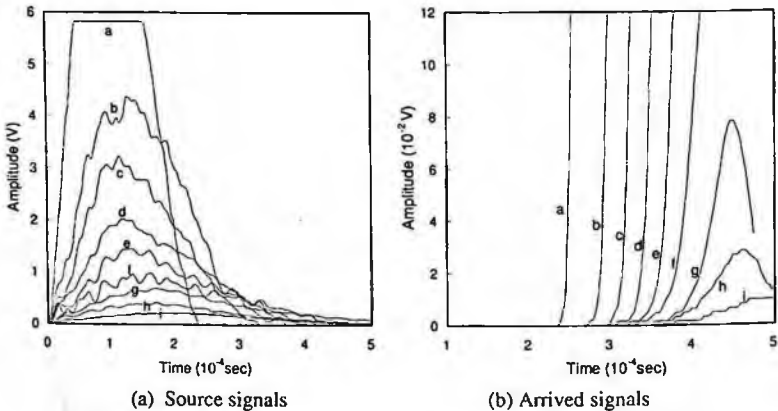 6
5
4
3
2
1
0
Amplitude (V)
a
b
c
d
e
f
g
h
i
0
1
2
3
4
5
Time (10⁻⁴sec)
(a) Source signals
12
10
8
6
4
2
0
Amplitude (10⁻² V)
a
b
c
d
e
f
g
h
i
1
2
3
4
5
Time (10⁻⁴sec)
(b) Arrived signals